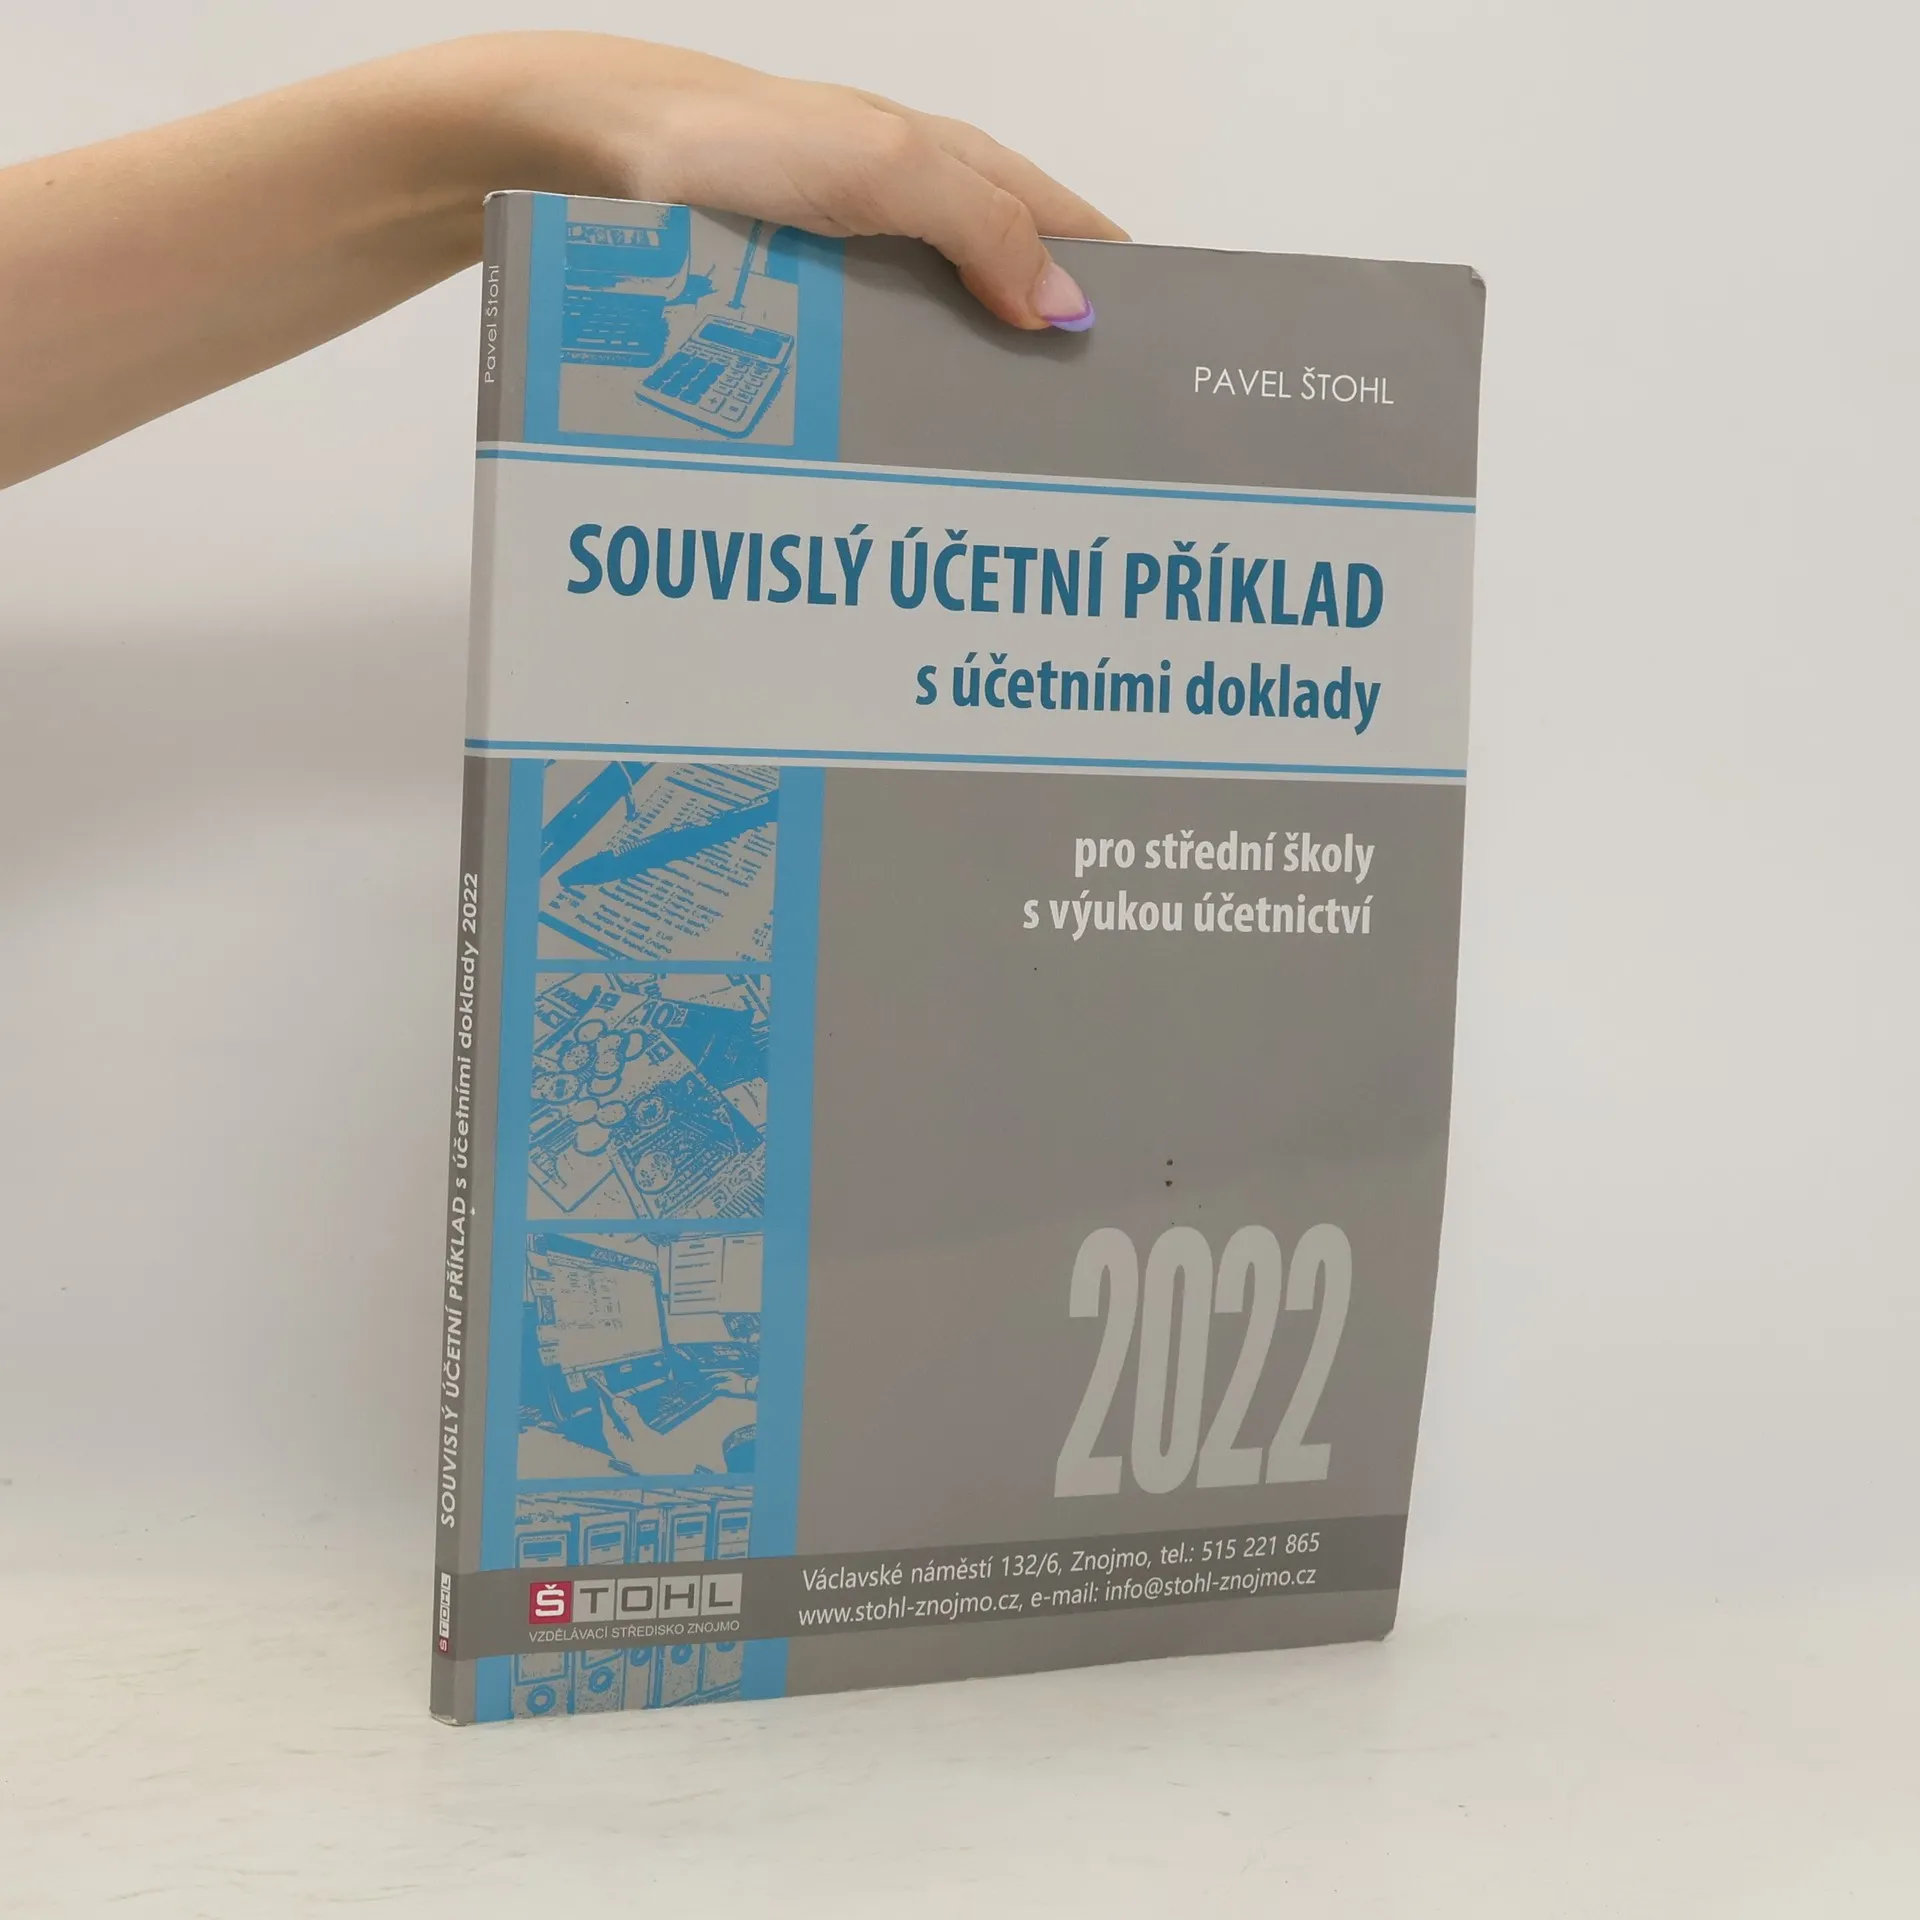 PAVEL ŠTOHL
SOUVISLÝ ÚČETNÍ PŘÍKLAD
s účetními doklady
pro střední školy
s výukou účetnictví
2022
ŠTOHL
VZDĚLÁVACÍ STŘEDISKO ZNOJMO
Václavské náměstí 132/6, Znojmo, tel.: 515 221 865
www.stohl-znojmo.cz, e-mail: info@stohl-znojmo.cz
Pavel Štohl
SOUVISLÝ ÚČETNÍ PŘÍKLAD s účetními doklady 2022
ŠTOHL